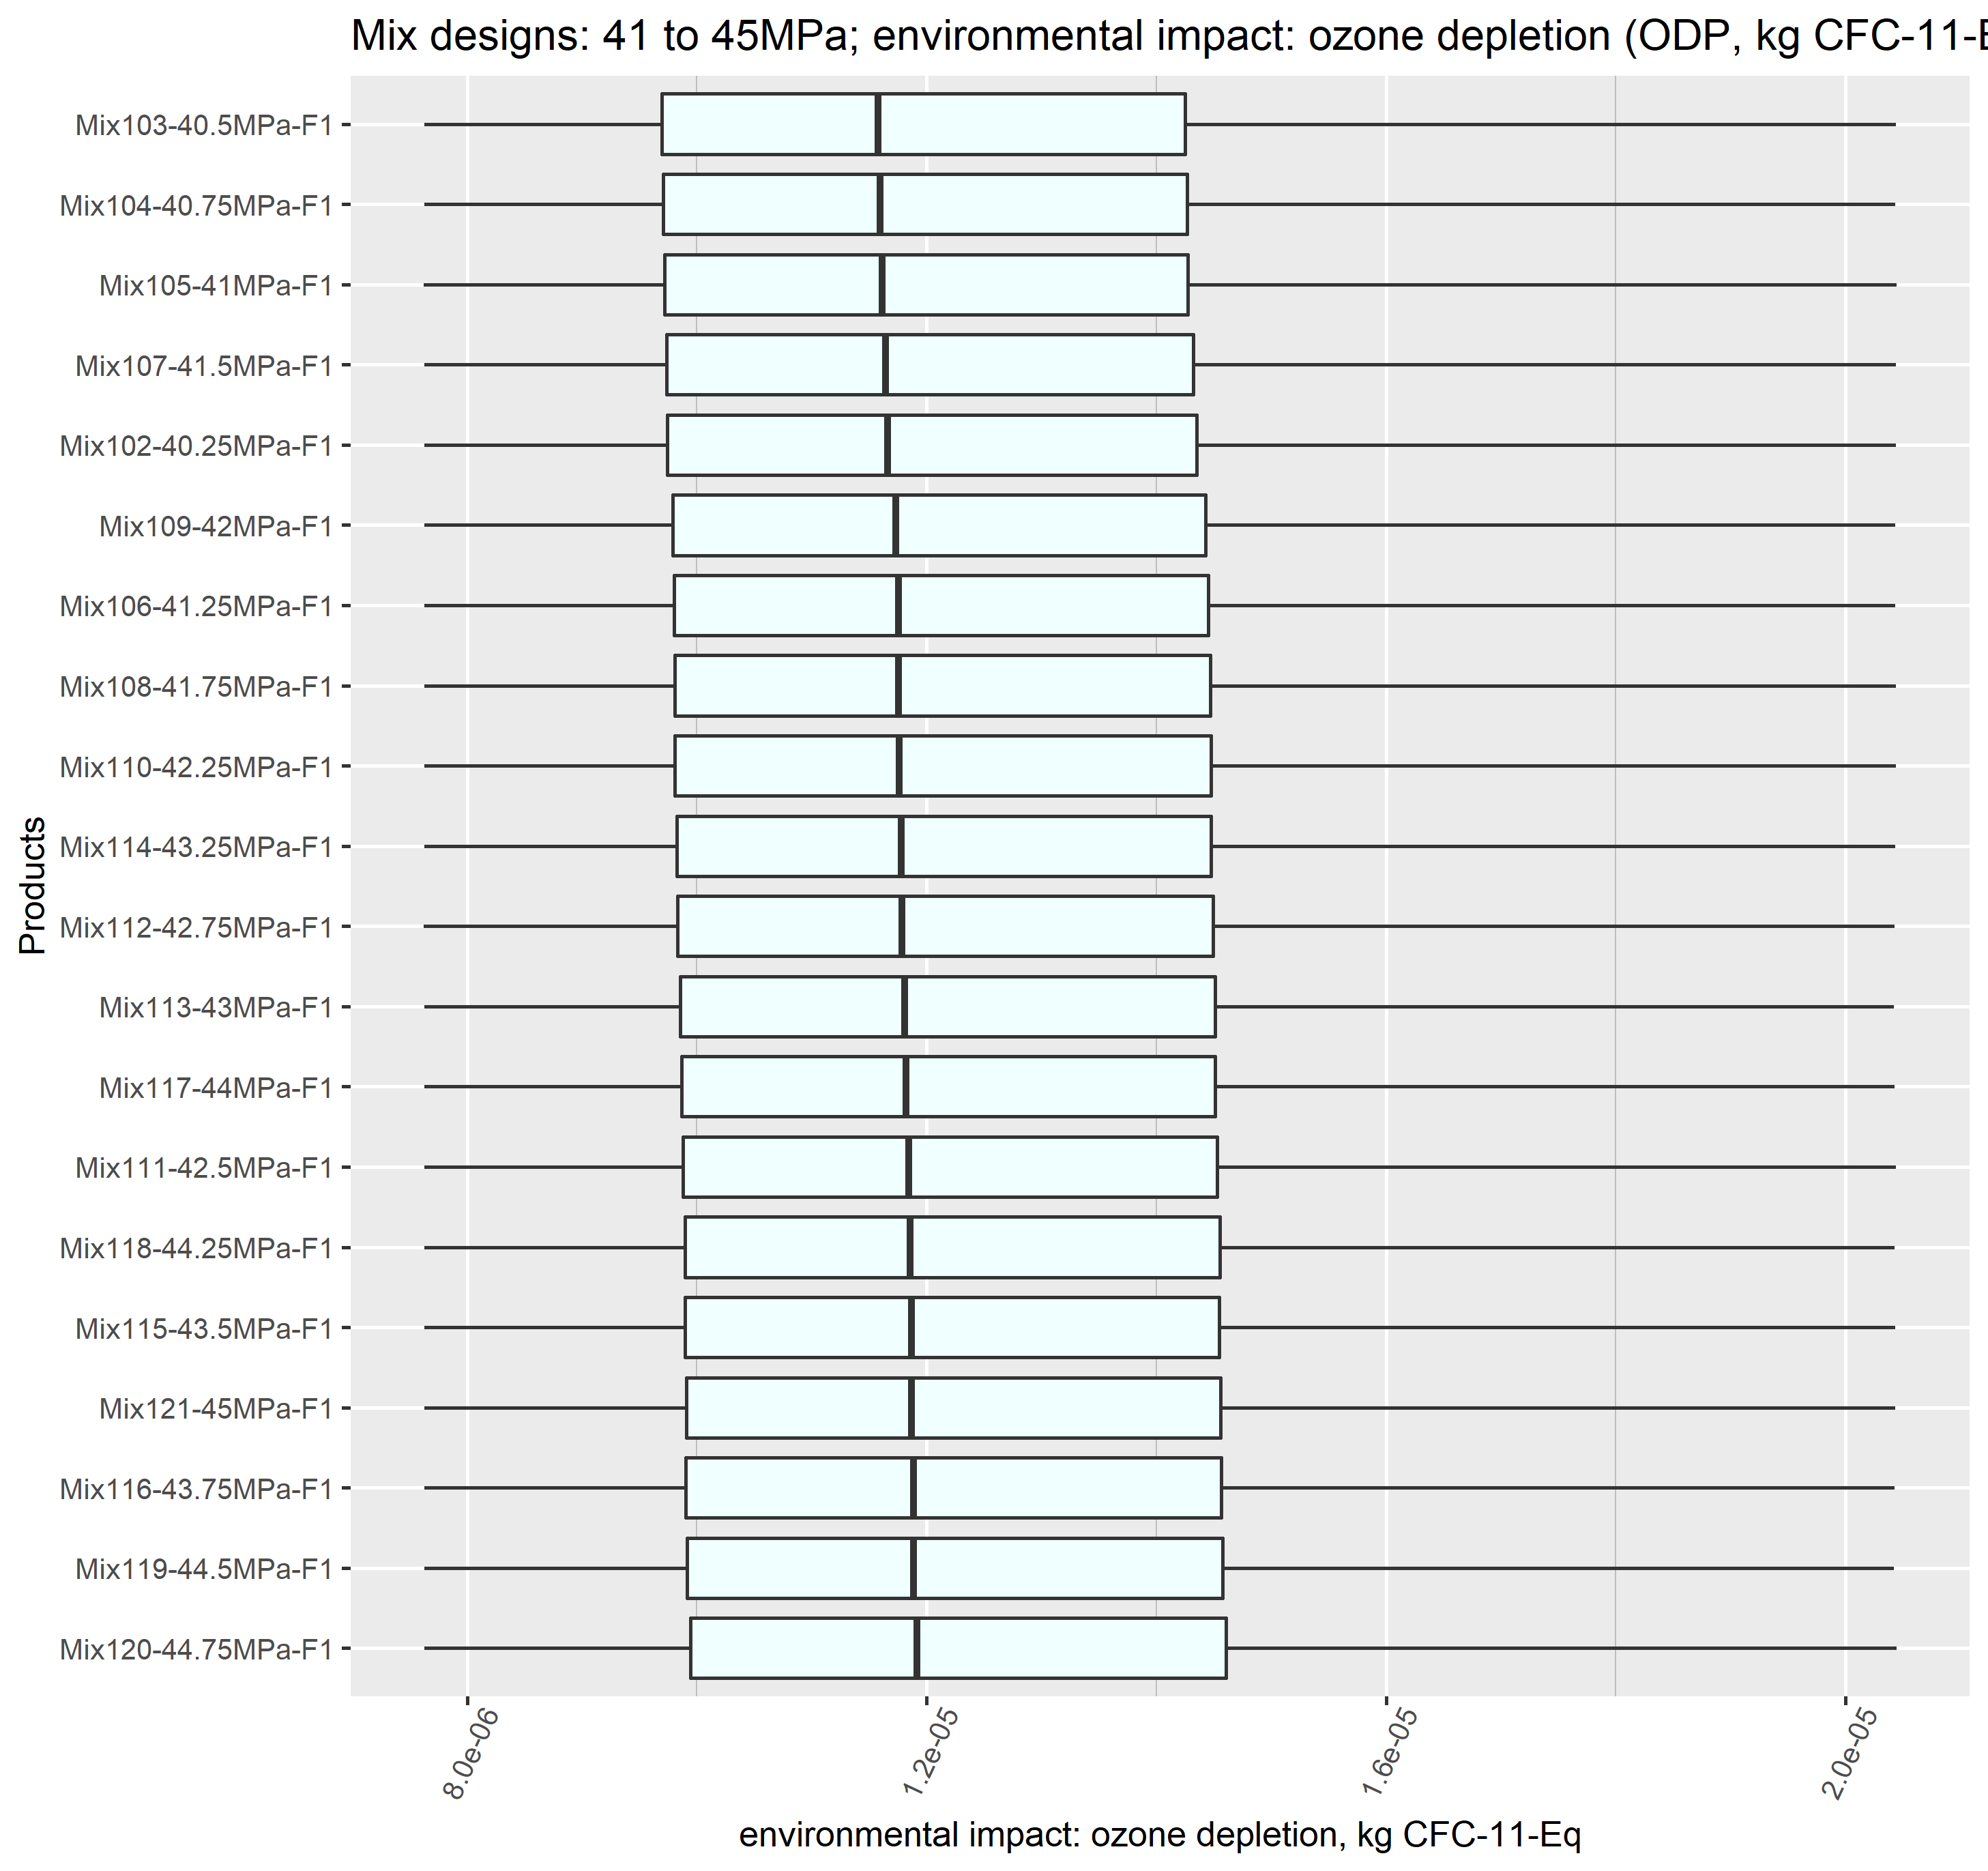 Mix designs: 41 to 45MPa; environmental impact: ozone depletion (ODP, kg CFC-11-E
Mix103-40.5MPa-F1
Mix104-40.75MPa-F1
Mix105-41MPa-F1
Mix107-41.5MPa-F1
Mix102-40.25MPa-F1
Mix109-42MPa-F1
Mix106-41.25MPa-F1
Mix108-41.75MPa-F1
Mix110-42.25MPa-F1
Mix114-43.25MPa-F1
Mix112-42.75MPa-F1
Mix113-43MPa-F1
Mix117-44MPa-F1
Mix111-42.5MPa-F1
Mix118-44.25MPa-F1
Mix115-43.5MPa-F1
Mix121-45MPa-F1
Mix116-43.75MPa-F1
Mix119-44.5MPa-F1
Mix120-44.75MPa-F1
Products
8.0e-06
1.2e-05
1.6e-05
2.0e-05
environmental impact: ozone depletion, kg CFC-11-Eq